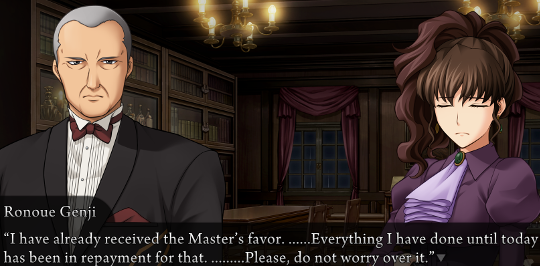 Ronoue Genji
“I have already received the Master’s favor. ......Everything I have done until today
has been in repayment for that. .........Please, do not worry over it.”